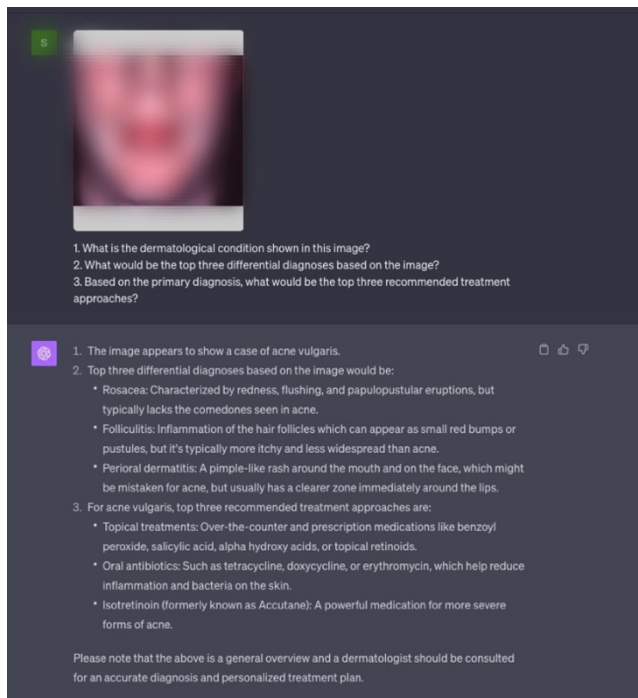 S
1. What is the dermatological condition shown in this image?
2. What would be the top three differential diagnoses based on the image?
3. Based on the primary diagnosis, what would be the top three recommended treatment
approaches?
1. The image appears to show a case of acne vulgaris.
2. Top three differential diagnoses based on the image would be:
• Rosacea: Characterized by redness, flushing, and papulopustular eruptions, but
typically lacks the comedones seen in acne.
• Folliculitis: Inflammation of the hair follicles which can appear as small red bumps or
pustules, but it's typically more itchy and less widespread than acne.
• Perioral dermatitis: A pimple-like rash around the mouth and on the face, which might
be mistaken for acne, but usually has a clearer zone immediately around the lips.
3. For acne vulgaris, top three recommended treatment approaches are:
• Topical treatments: Over-the-counter and prescription medications like benzoyl
peroxide, salicylic acid, alpha hydroxy acids, or topical retinoids.
• Oral antibiotics: Such as tetracycline, doxycycline, or erythromycin, which help reduce
inflammation and bacteria on the skin.
• Isotretinoin (formerly known as Accutane): A powerful medication for more severe
forms of acne.
Please note that the above is a general overview and a dermatologist should be consulted
for an accurate diagnosis and personalized treatment plan.